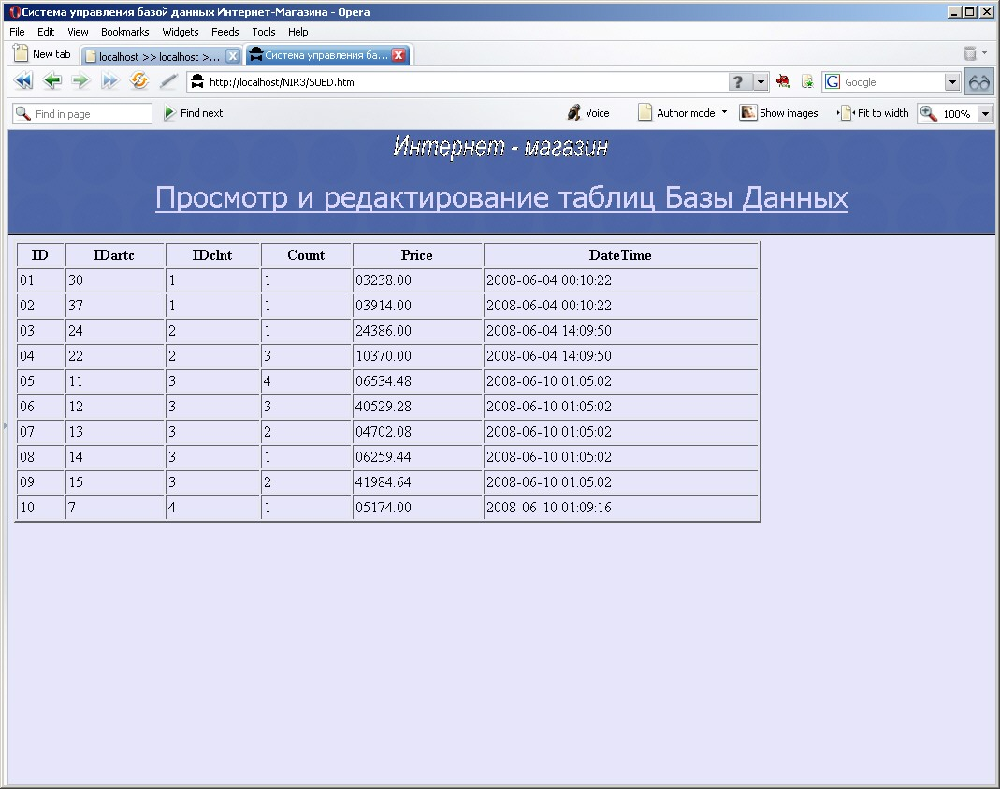 Система управления базой данных Интернет-Магазина - Opera
File Edit View Bookmarks Widgets Feeds Tools Help
New tab localhost >> localhost >... Система управления ба...
http://localhost/NIR3/SUBD.html ? G Google
Find in page Find next Voice Author mode Show images Fit to width 100%
Интернет - магазин
Просмотр и редактирование таблиц Базы Данных
ID IDartc IDclnt Count Price DateTime
01 30 1 1 03238.00 2008-06-04 00:10:22
02 37 1 1 03914.00 2008-06-04 00:10:22
03 24 2 1 24386.00 2008-06-04 14:09:50
04 22 2 3 10370.00 2008-06-04 14:09:50
05 11 3 4 06534.48 2008-06-10 01:05:02
06 12 3 3 40529.28 2008-06-10 01:05:02
07 13 3 2 04702.08 2008-06-10 01:05:02
08 14 3 1 06259.44 2008-06-10 01:05:02
09 15 3 2 41984.64 2008-06-10 01:05:02
10 7 4 1 05174.00 2008-06-10 01:09:16